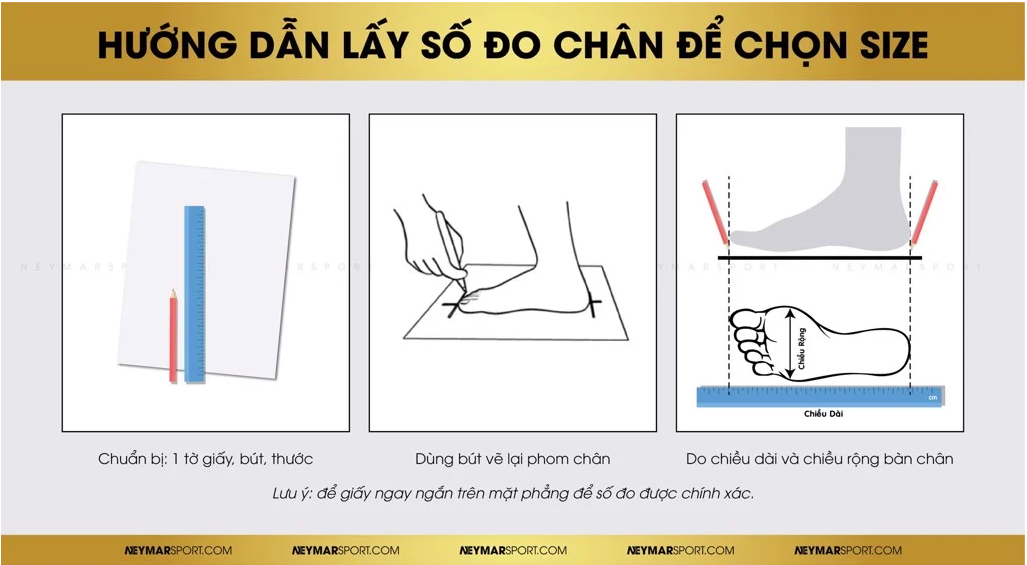 HƯỚNG DẪN LẤY SỐ ĐO CHÂN ĐỂ CHỌN SIZE
NEYMARSPORT
NEYMARSPORT
Chiều Rộng
cm
Chiều Dài
Chuẩn bị: 1 tờ giấy, bút, thước
Dùng bút vẽ lại phom chân
Do chiều dài và chiều rộng bàn chân
Lưu ý: để giấy ngay ngắn trên mặt phẳng để số đo được chính xác.
NEYMARSPORT.COM NEYMARSPORT.COM NEYMARSPORT.COM NEYMARSPORT.COM NEYMARSPORT.COM